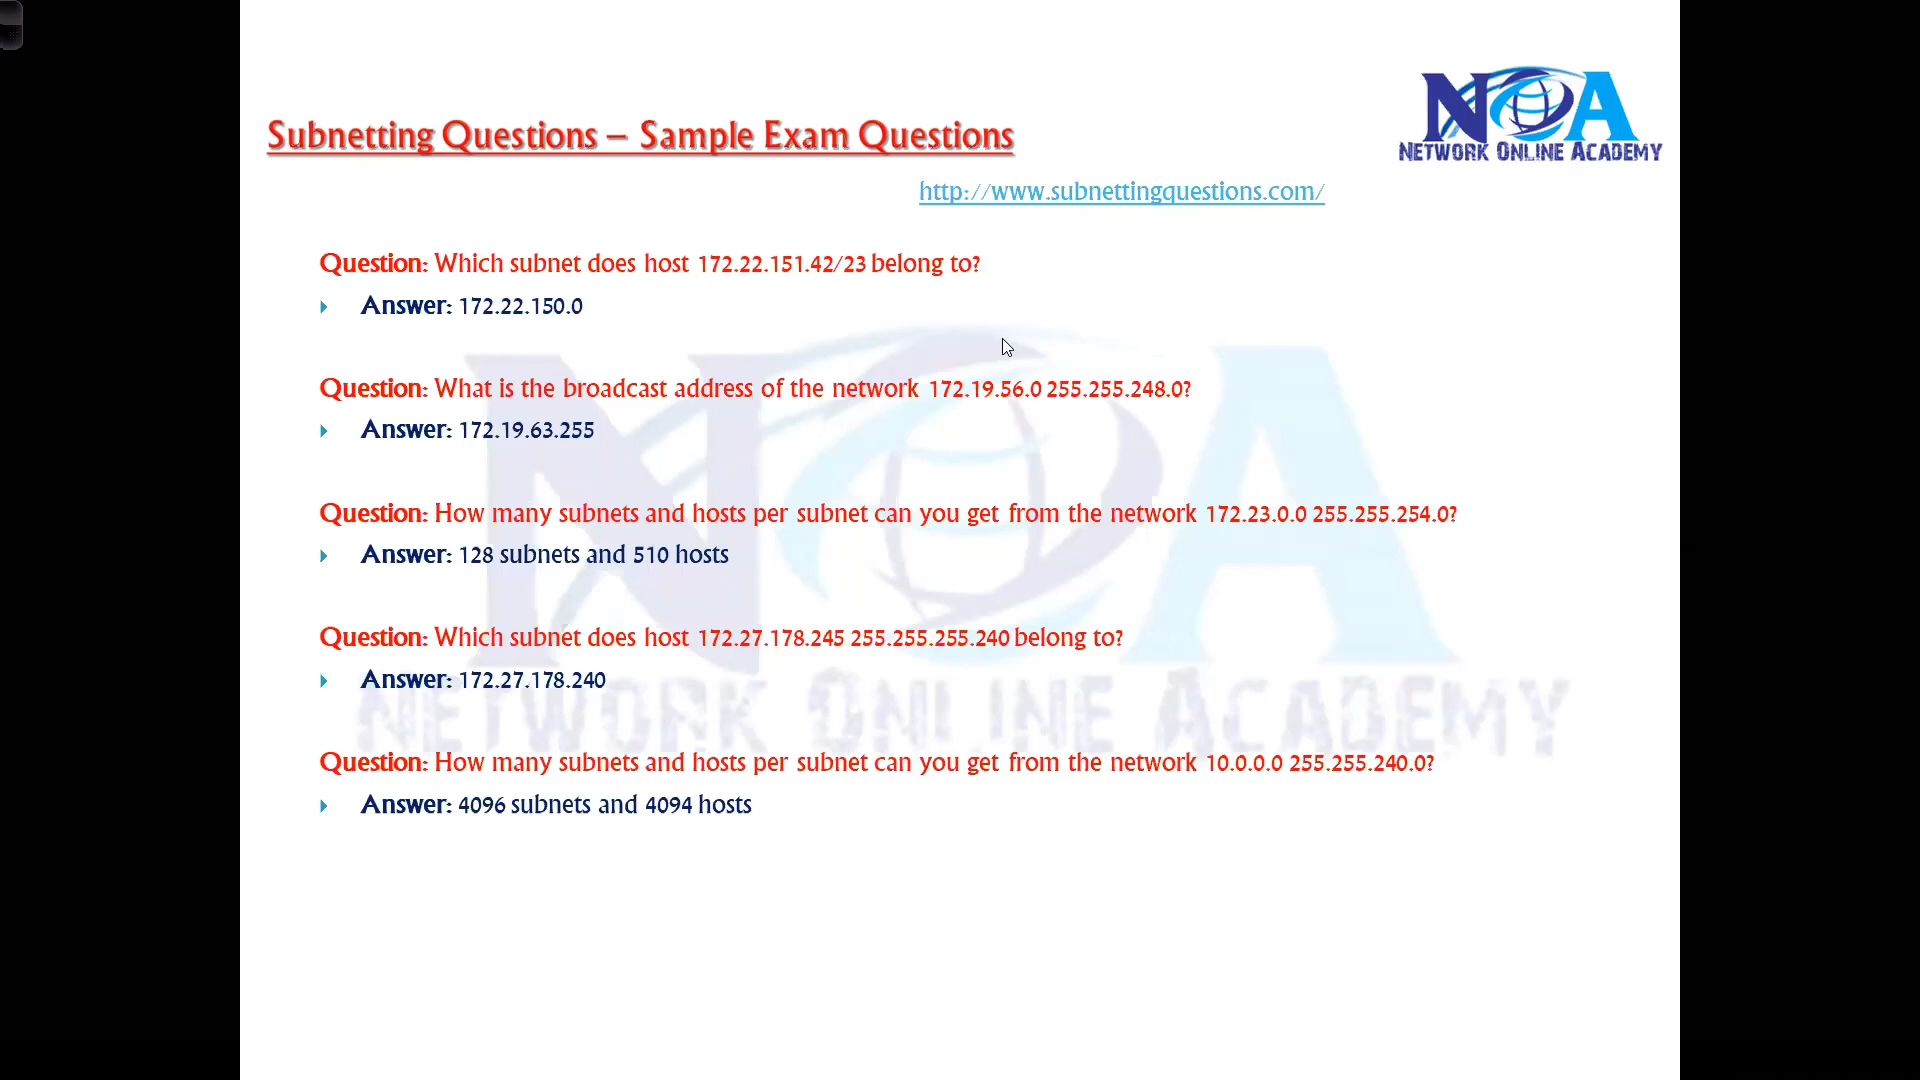 NOA
NETWORK ONLINE ACADEMY
Subnetting Questions – Sample Exam Questions
http://www.subnettingquestions.com/
Question: Which subnet does host 172.22.151.42/23 belong to?
Answer: 172.22.150.0
Question: What is the broadcast address of the network 172.19.56.0 255.255.248.0?
Answer: 172.19.63.255
Question: How many subnets and hosts per subnet can you get from the network 172.23.0.0 255.255.254.0?
Answer: 128 subnets and 510 hosts
Question: Which subnet does host 172.27.178.245 255.255.255.240 belong to?
Answer: 172.27.178.240
NOA
NETWORK ONLINE ACADEMY
Question: How many subnets and hosts per subnet can you get from the network 10.0.0.0 255.255.240.0?
Answer: 4096 subnets and 4094 hosts